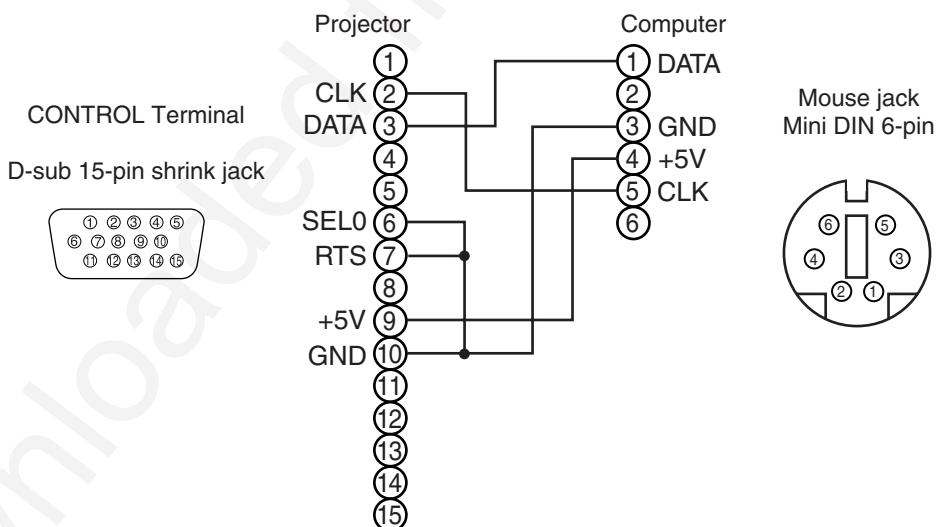 Projector
Computer
CONTROL Terminal
D-sub 15-pin shrink jack
① ② ③ ④ ⑤
⑥ ⑦ ⑧ ⑨ ⑩
⑪ ⑫ ⑬ ⑭ ⑮
①
CLK ②
DATA ③
④
⑤
SEL0 ⑥
RTS ⑦
⑧
+5V ⑨
GND ⑩
⑪
⑫
⑬
⑭
⑮
① DATA
②
③ GND
④ +5V
⑤ CLK
⑥
Mouse jack
Mini DIN 6-pin
⑥ ⑤
④ ③
② ①